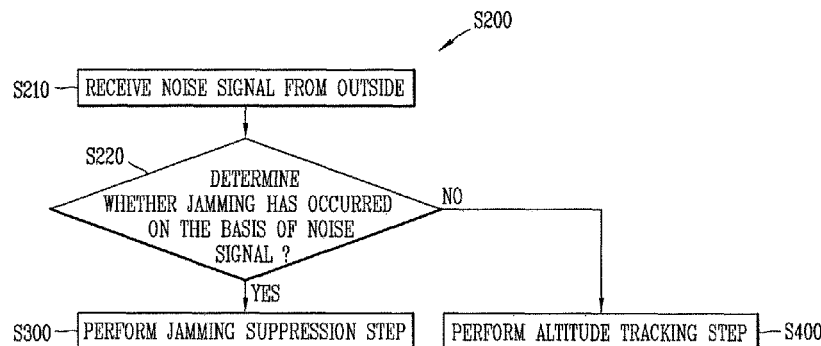 S200
S210
RECEIVE NOISE SIGNAL FROM OUTSIDE
S220
DETERMINE
WHETHER JAMMING HAS OCCURRED
ON THE BASIS OF NOISE
SIGNAL ?
NO
YES
S300
PERFORM JAMMING SUPPRESSION STEP
PERFORM ALTITUDE TRACKING STEP
S400